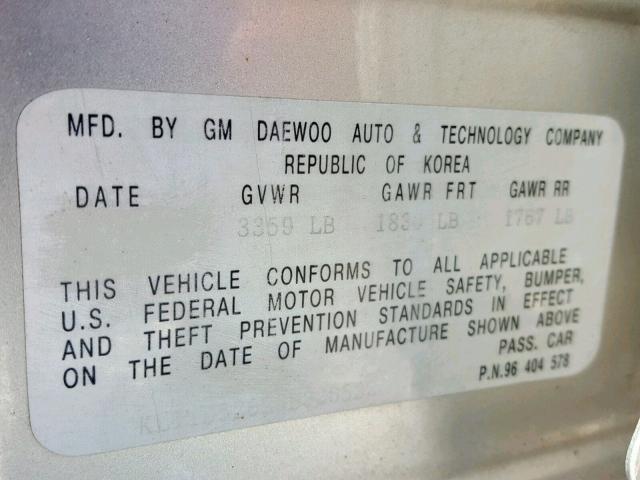 MFD. BY GM DAEWOO AUTO & TECHNOLOGY COMPANY
REPUBLIC OF KOREA
DATE GVWR GAWR FRT GAWR RR
3369 LB LB 1767 LB
THIS VEHICLE CONFORMS TO ALL APPLICABLE
U.S. FEDERAL MOTOR VEHICLE SAFETY, BUMPER,
AND THEFT PREVENTION STANDARDS IN EFFECT
ON THE DATE OF MANUFACTURE SHOWN ABOVE
PASS. CAR
P.N.96 404 578